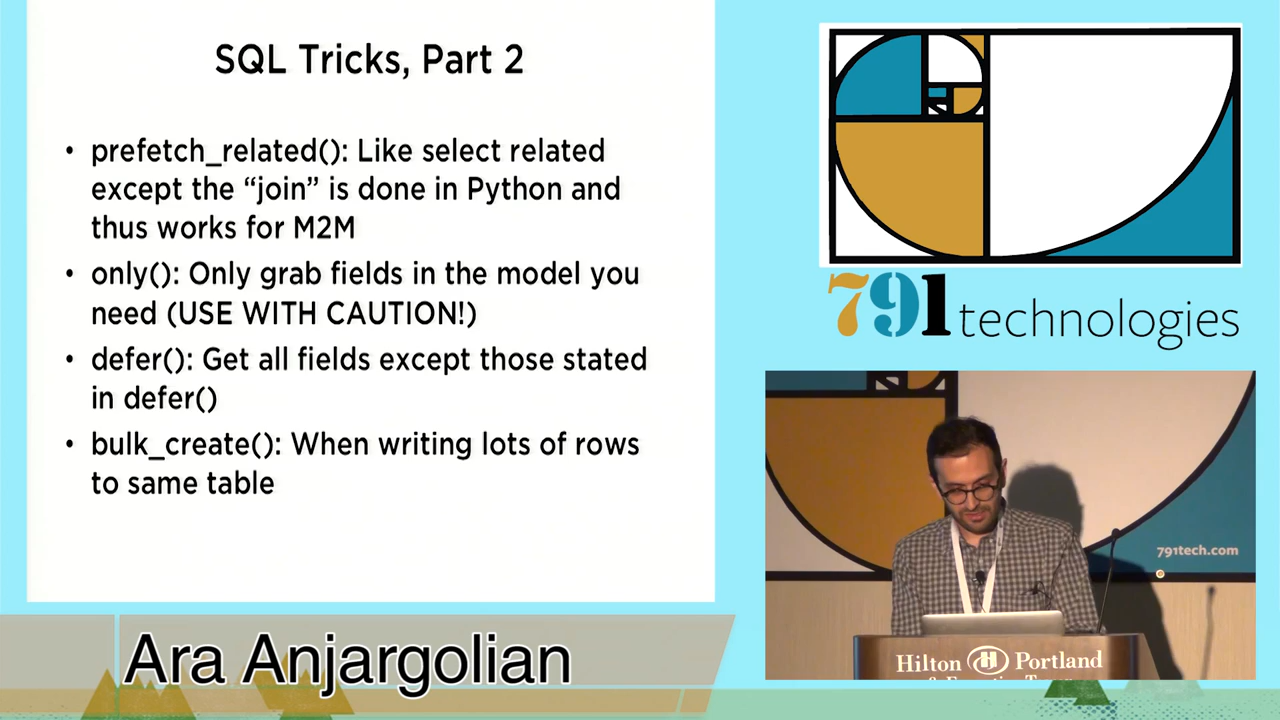 SQL Tricks, Part 2
• prefetch_related(): Like select related
except the “join” is done in Python and
thus works for M2M
• only(): Only grab fields in the model you
need (USE WITH CAUTION!)
• defer(): Get all fields except those stated
in defer()
• bulk_create(): When writing lots of rows
to same table
791 technologies
791tech.com
Hilton Portland
Ara Anjargolian